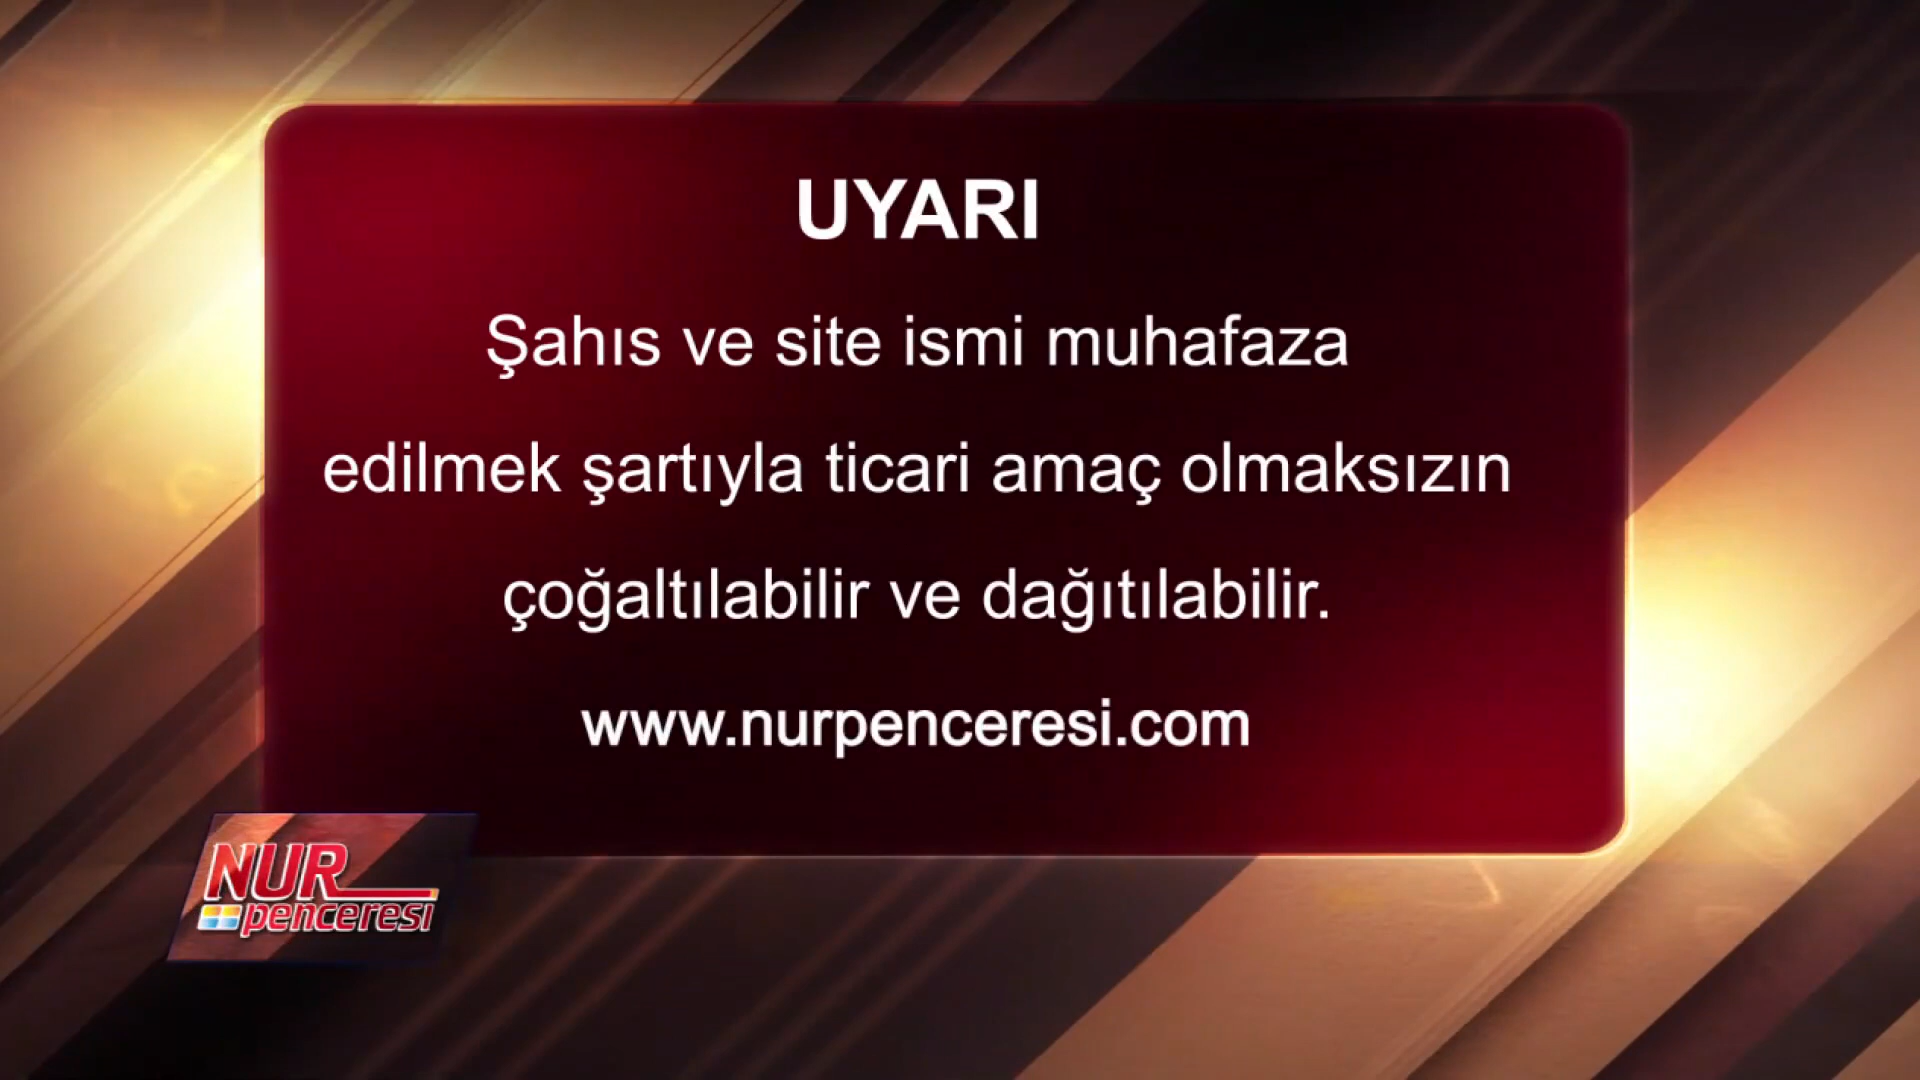 UYARI
Şahıs ve site ismi muhafaza
edilmek şartıyla ticari amaç olmaksızın
çoğaltılabilir ve dağıtılabilir.
www.nurpenceresi.com
NUR
penceresi